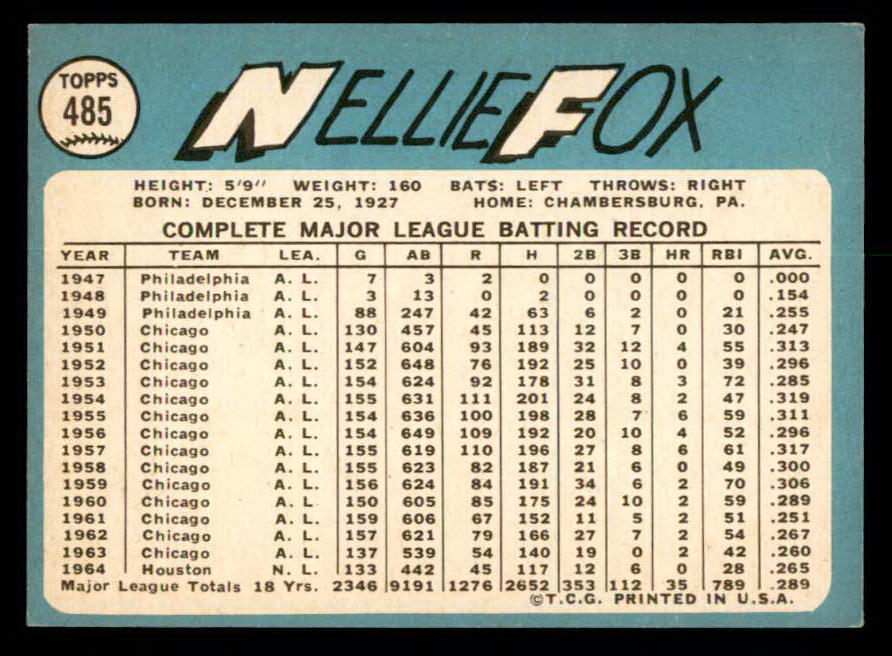 TOPPS
485
NELLIE FOX
HEIGHT: 5'9" WEIGHT: 160 BATS: LEFT THROWS: RIGHT
BORN: DECEMBER 25, 1927 HOME: CHAMBERSBURG, PA.
COMPLETE MAJOR LEAGUE BATTING RECORD
YEAR TEAM LEA. G AB R H 2B 3B HR RBI AVG.
1947 Philadelphia A. L. 7 3 2 0 0 0 0 0 .000
1948 Philadelphia A. L. 3 13 0 2 0 0 0 0 .154
1949 Philadelphia A. L. 88 247 42 63 6 2 0 21 .255
1950 Chicago A. L. 130 457 45 113 12 7 0 30 .247
1951 Chicago A. L. 147 604 93 189 32 12 4 55 .313
1952 Chicago A. L. 152 648 76 192 25 10 0 39 .296
1953 Chicago A. L. 154 624 92 178 31 8 3 72 .285
1954 Chicago A. L. 155 631 111 201 24 8 2 47 .319
1955 Chicago A. L. 154 636 100 198 28 7 6 59 .311
1956 Chicago A. L. 154 649 109 192 20 10 4 52 .296
1957 Chicago A. L. 155 619 110 196 27 8 6 61 .317
1958 Chicago A. L. 155 623 82 187 21 6 0 49 .300
1959 Chicago A. L. 156 624 84 191 34 6 2 70 .306
1960 Chicago A. L. 150 605 85 175 24 10 2 59 .289
1961 Chicago A. L. 159 606 67 152 11 5 2 51 .251
1962 Chicago A. L. 157 621 79 166 27 7 2 54 .267
1963 Chicago A. L. 137 539 54 140 19 0 2 42 .260
1964 Houston N. L. 133 442 45 117 12 6 0 28 .265
Major League Totals 18 Yrs. 2346 9191 1276 2652 353 112 35 789 .289
©T.C.G. PRINTED IN U.S.A.